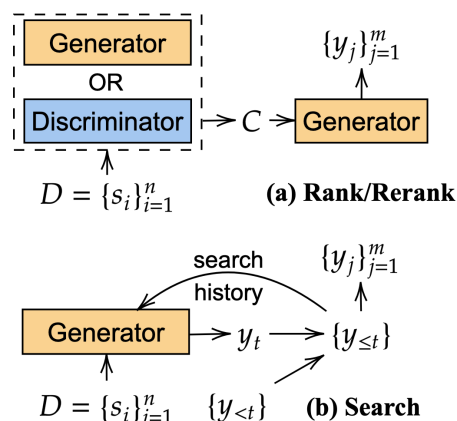 Generator
OR
Discriminator
C
Generator
{y_j}_{j=1}^m
D = {s_i}_{i=1}^n
(a) Rank/Rerank
search
history
Generator
y_t
{y_{≤t}}
{y_j}_{j=1}^m
D = {s_i}_{i=1}^n
{y_{<t}}
(b) Search